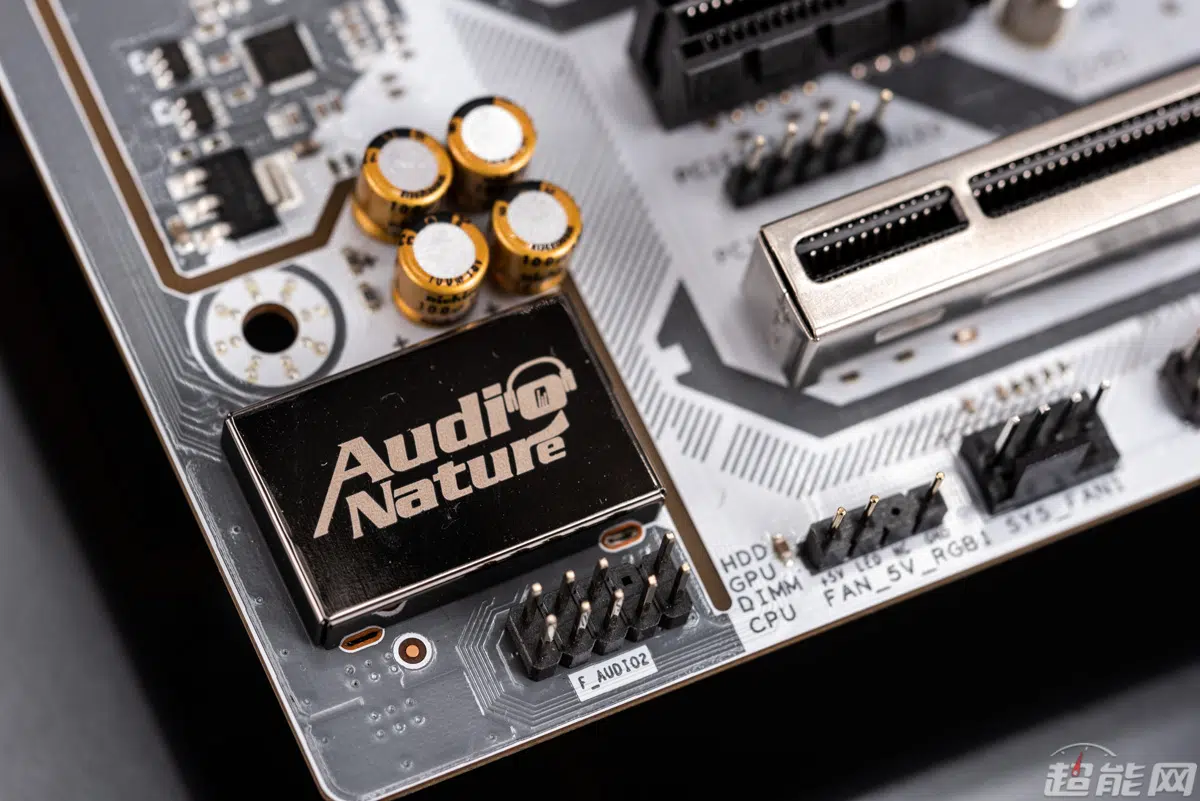 Audio
Nature
HDD
GPU
DIMM
CPU
+5V LED NC GND
FAN_5V_RGB1
SYS_FAN1
F_AUDIO2
超能网